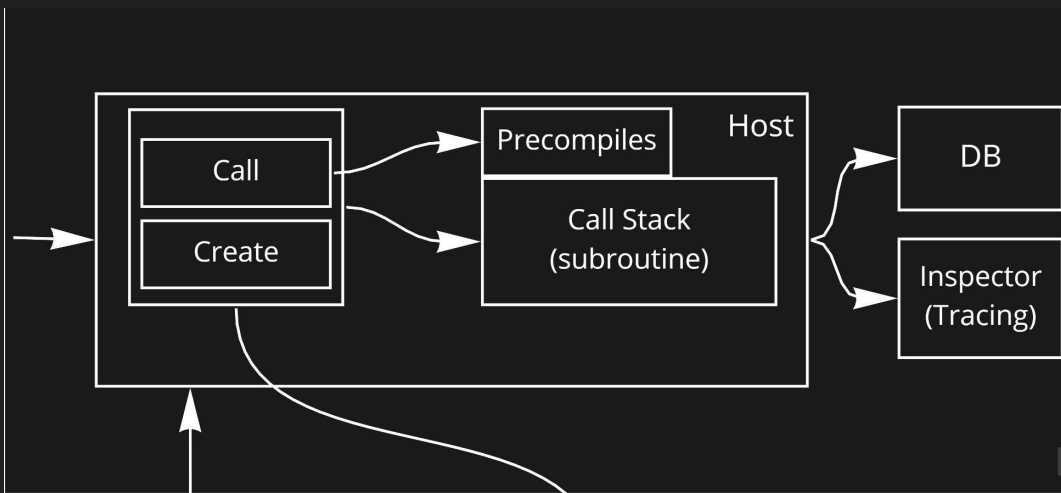 Host
Call
Create
Precompiles
Call Stack
(subroutine)
DB
Inspector
(Tracing)